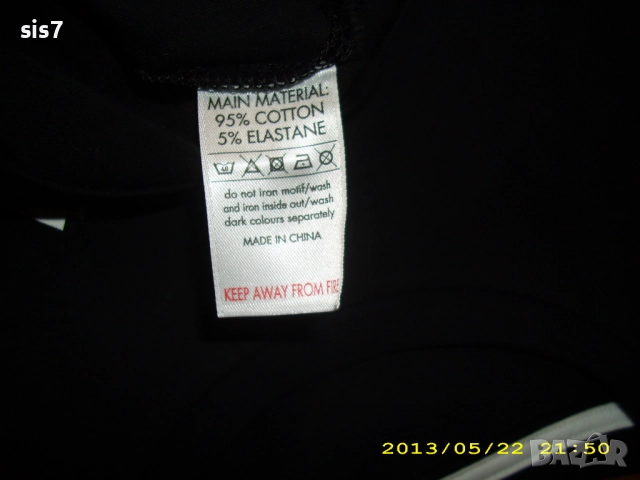 sis7
MAIN MATERIAL:
95% COTTON
5% ELASTANE
do not iron motif/wash
and iron inside out/wash
dark colours separately
MADE IN CHINA
KEEP AWAY FROM FIRE
2013/05/22 21:50
BAZAR